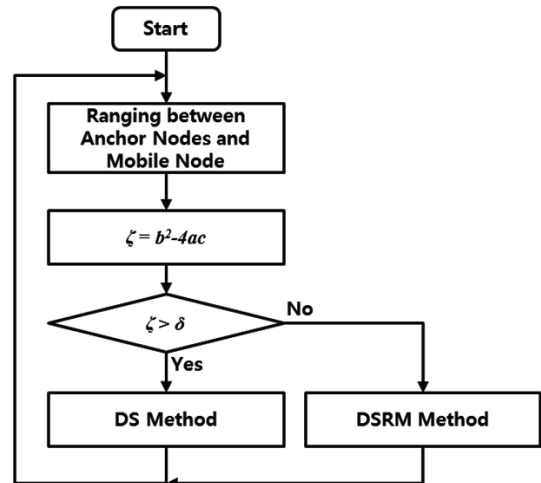 Start
Ranging between
Anchor Nodes and
Mobile Node
ζ = b²-4ac
ζ > δ
No
Yes
DS Method
DSRM Method